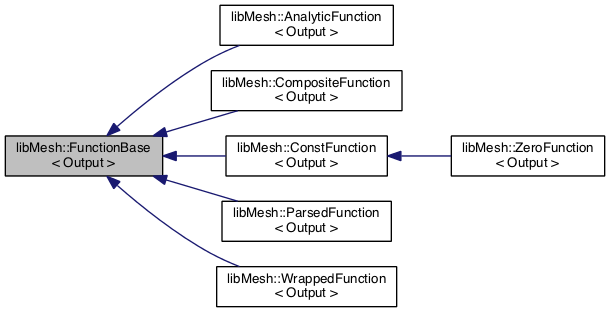 libMesh::AnalyticFunction
< Output >
libMesh::CompositeFunction
< Output >
libMesh::FunctionBase
< Output >
libMesh::ConstFunction
< Output >
libMesh::ZeroFunction
< Output >
libMesh::ParsedFunction
< Output >
libMesh::WrappedFunction
< Output >